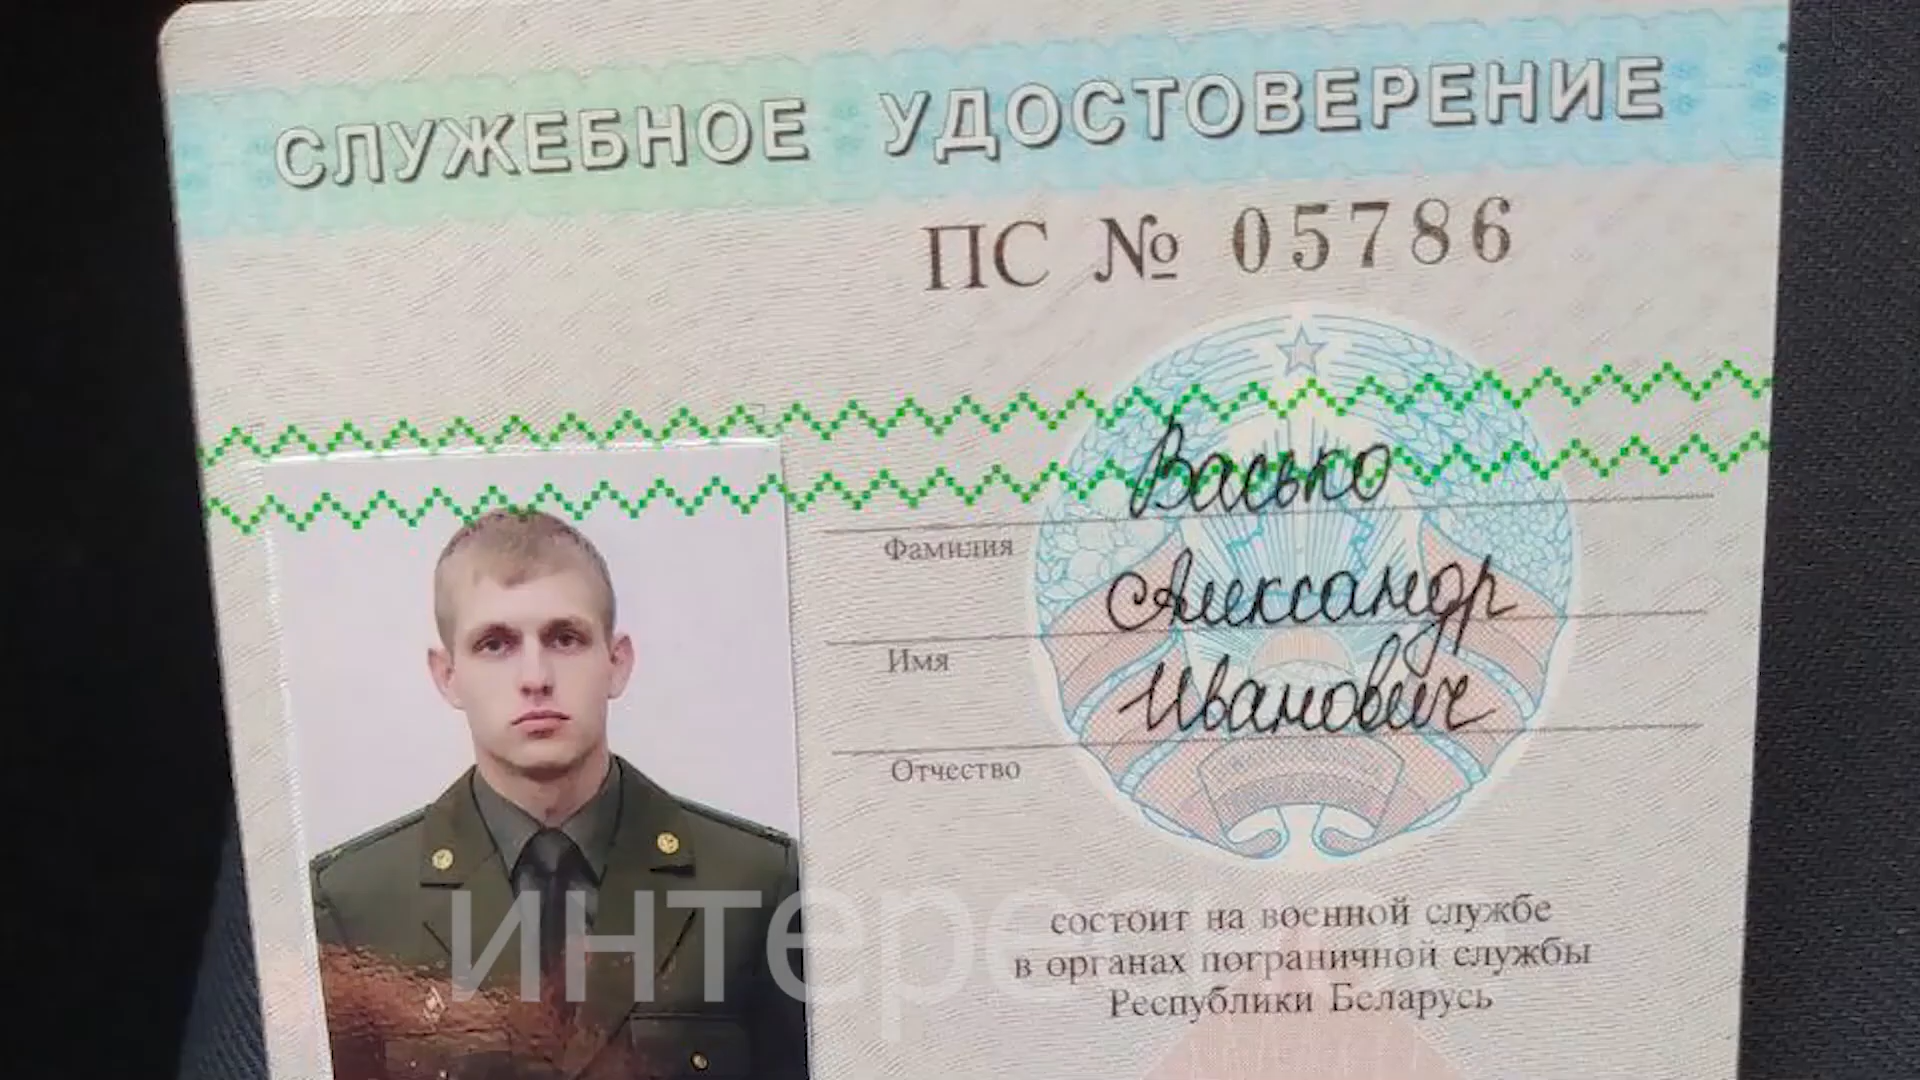 СЛУЖЕБНОЕ УДОСТОВЕРЕНИЕ
ПС № 05786
Васько
Фамилия
Александр
Имя
Иванович
Отчество
состоит на военной службе
в органах пограничной службы
Республики Беларусь